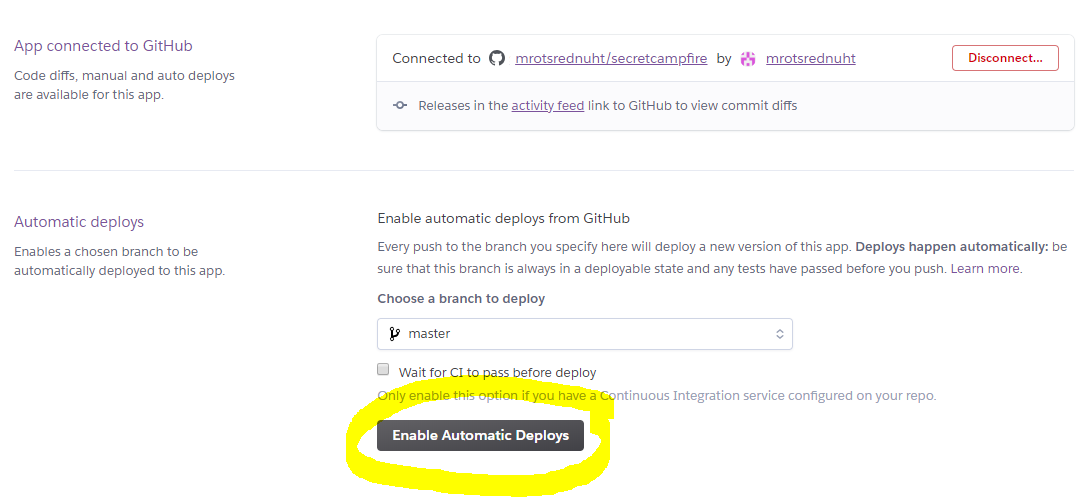 App connected to GitHub
Code diffs, manual and auto deploys
are available for this app.
Connected to mrotsrednuht/secretcampfire by mrotsrednuht
Disconnect...
Releases in the activity feed link to GitHub to view commit diffs
Automatic deploys
Enables a chosen branch to be
automatically deployed to this app.
Enable automatic deploys from GitHub
Every push to the branch you specify here will deploy a new version of this app. Deploys happen automatically: be
sure that this branch is always in a deployable state and any tests have passed before you push. Learn more.
Choose a branch to deploy
master
Wait for CI to pass before deploy
Only enable this option if you have a Continuous Integration service configured on your repo.
Enable Automatic Deploys